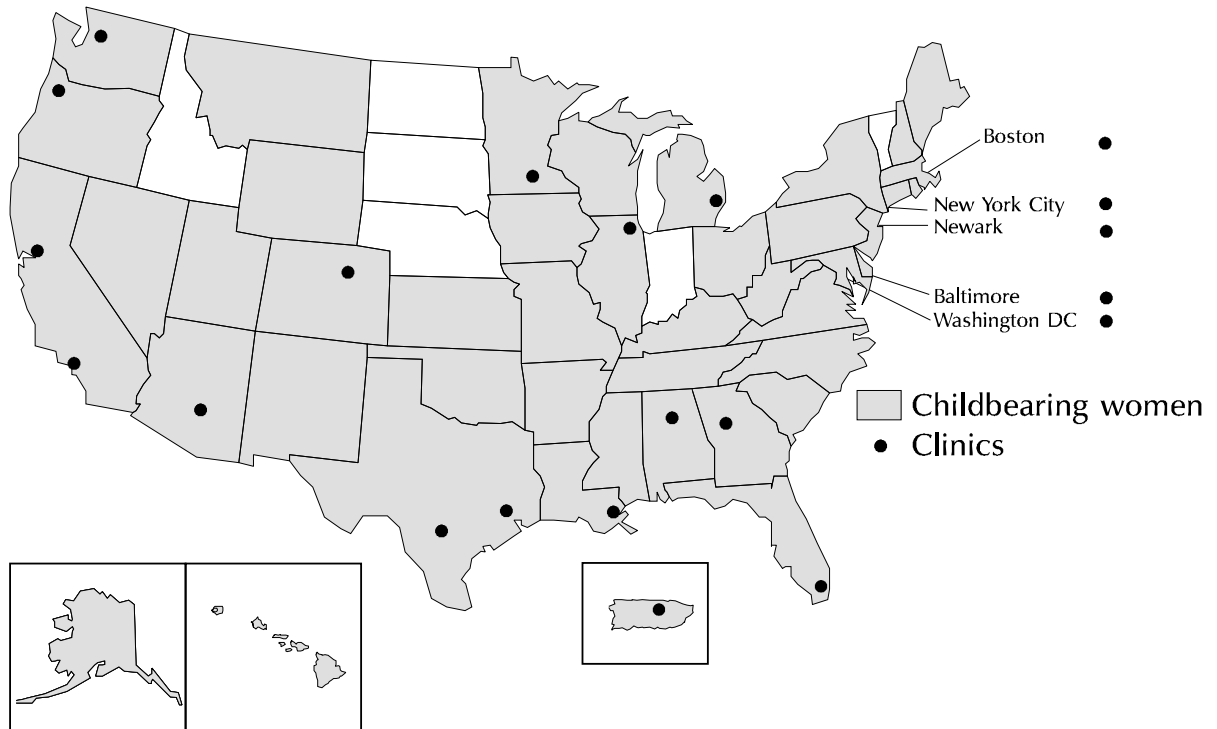 Boston
New York City
Newark
Baltimore
Washington DC
Childbearing women
Clinics